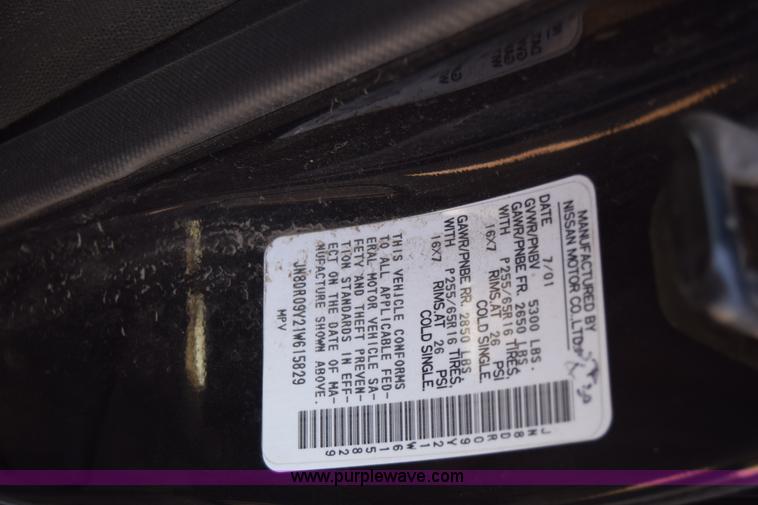 MANUFACTURED BY
NISSAN MOTOR CO.,LTD.
DATE 7/01
GVWR/PNBV 5300 LBS.
GAWR/PNBE FR. 2650 LBS.
WITH P255/65R16 TIRES,
16X7 RIMS,AT 26 PSI
COLD SINGLE.
GAWR/PNBE RR. 2850 LBS.
WITH P255/65R16 TIRES,
16X7 RIMS,AT 26 PSI
COLD SINGLE.
THIS VEHICLE CONFORMS
TO ALL APPLICABLE FED-
ERAL MOTOR VEHICLE SA-
FETY AND THEFT PREVEN-
TION STANDARDS IN EFF-
ECT ON THE DATE OF MA-
NUFACTURE SHOWN ABOVE.
JN8DR09Y21W615829
MPV
JN8DR09Y21W615829
www.purplewave.com